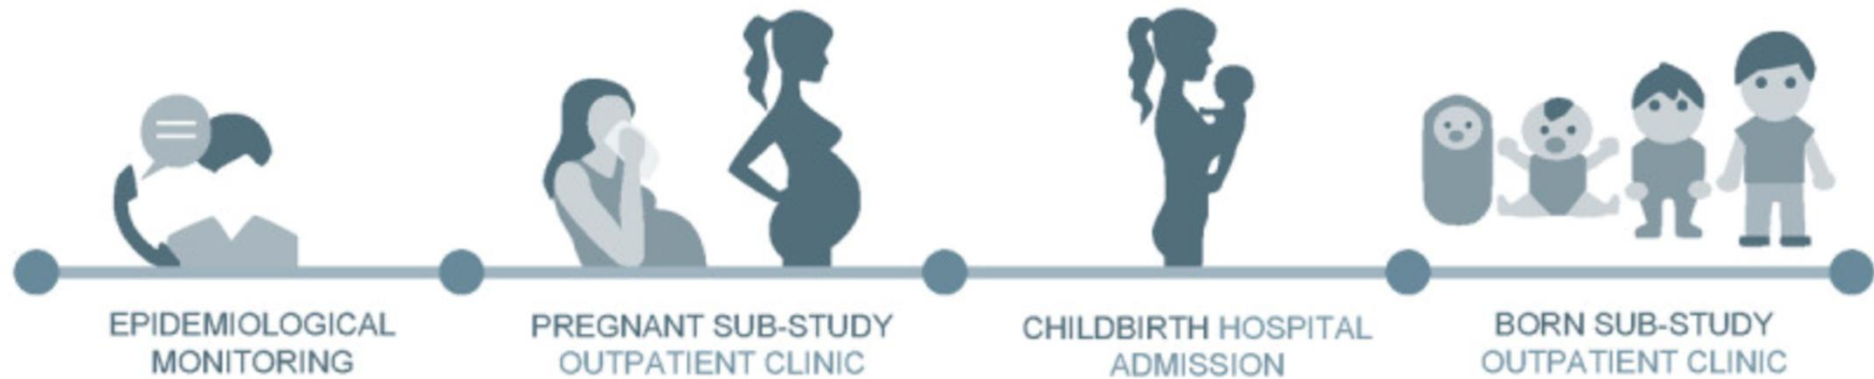 EPIDEMIOLOGICAL
MONITORING
PREGNANT SUB-STUDY
OUTPATIENT CLINIC
CHILDBIRTH HOSPITAL
ADMISSION
BORN SUB-STUDY
OUTPATIENT CLINIC